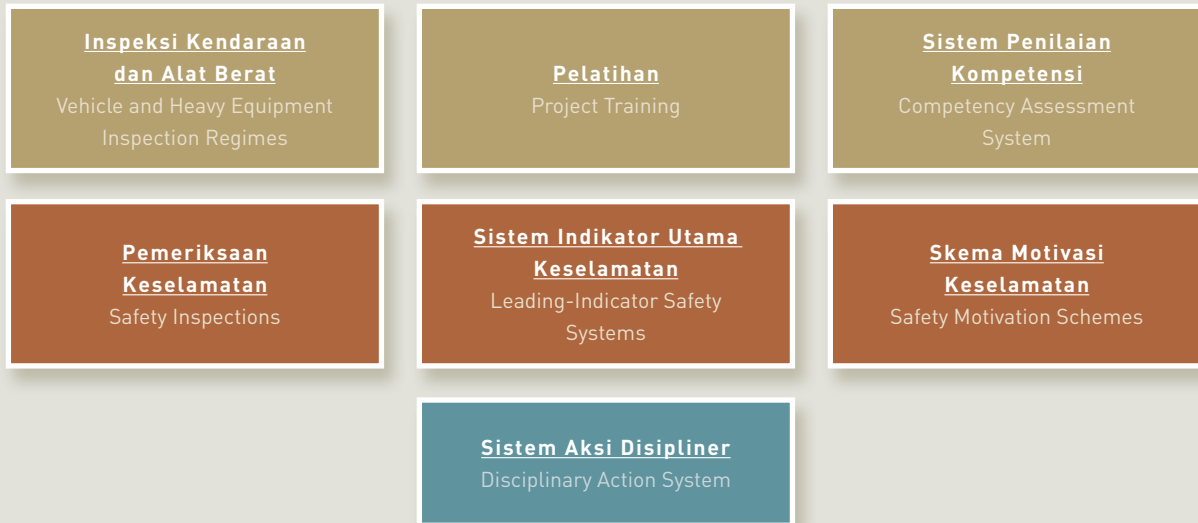 Inspeksi Kendaraan
dan Alat Berat
Vehicle and Heavy Equipment
Inspection Regimes
Pelatihan
Project Training
Sistem Penilaian
Kompetensi
Competency Assessment
System
Pemeriksaan
Keselamatan
Safety Inspections
Sistem Indikator Utama
Keselamatan
Leading-Indicator Safety
Systems
Skema Motivasi
Keselamatan
Safety Motivation Schemes
Sistem Aksi Disipliner
Disciplinary Action System